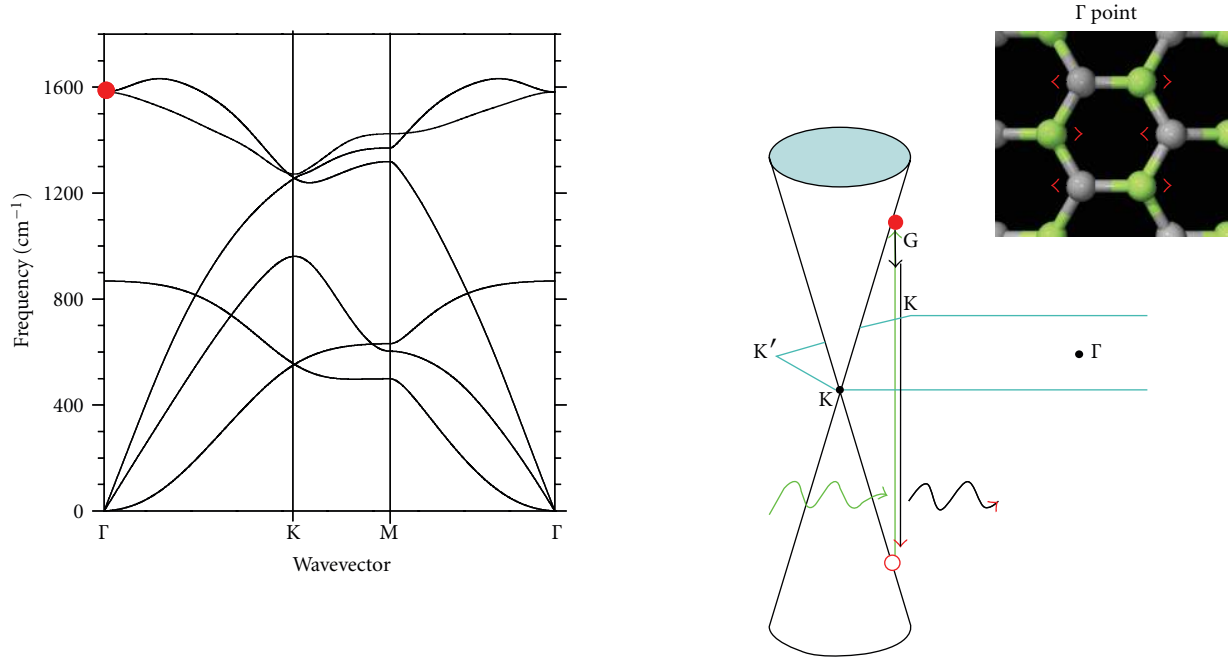 1600
1200
800
400
0
Frequency (cm⁻¹)
Γ
K
M
Γ
Wavevector
Γ point
G
K
K′
Γ
K